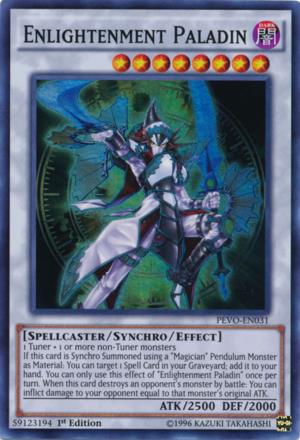 ENLIGHTENMENT PALADIN
DARK
闇
PEVO-EN031
[SPELLCASTER/SYNCHRO/EFFECT]
1 Tuner + 1 or more non-Tuner monsters
If this card is Synchro Summoned using a "Magician" Pendulum Monster
as Material: You can target 1 Spell Card in your Graveyard; add it to your
hand. You can only use this effect of "Enlightenment Paladin" once per
turn. When this card destroys an opponent's monster by battle: You can
inflict damage to your opponent equal to that monster's original ATK.
ATK/2500 DEF/2000
59123194 1st Edition ©1996 KAZUKI TAKAHASHI